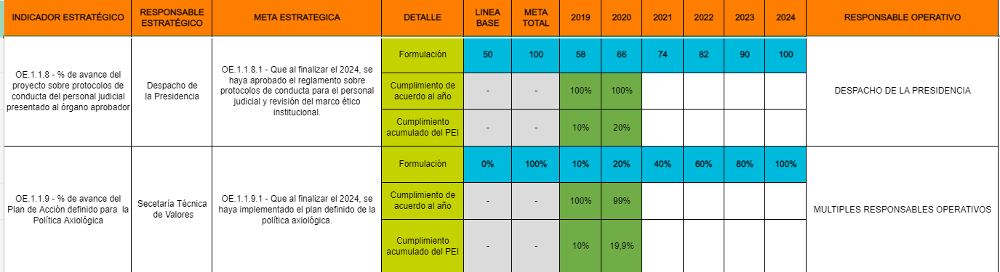 INDICADOR ESTRATÉGICO
RESPONSABLE
ESTRATÉGICO
META ESTRATEGICA
DETALLE
LINEA
BASE
META
TOTAL
2019
2020
2021
2022
2023
2024
RESPONSABLE OPERATIVO
OE.1.1.8 - % de avance del
proyecto sobre protocolos de
conducta del personal judicial
presentado al órgano aprobador
Despacho de
la Presidencia
OE.1.1.8.1 - Que al finalizar el 2024, se
haya aprobado el reglamento sobre
protocolos de conducta para el personal
judicial y revisión del marco ético
institucional.
Formulación
50
100
58
66
74
82
90
100
Cumplimiento de
acuerdo al año
-
-
100%
100%
Cumplimiento
acumulado del PEI
-
-
10%
20%
DESPACHO DE LA PRESIDENCIA
OE.1.1.9 - % de avance del
Plan de Acción definido para la
Política Axiológica
Secetaría Técnica
de Valores
OE.1.1.9.1 - Que al finalizar el 2024, se
haya implementado el plan definido de la
política axiológica.
Formulación
0%
100%
10%
20%
40%
60%
80%
100%
Cumplimiento de
acuerdo al año
-
-
100%
99%
Cumplimiento
acumulado del PEI
-
-
10%
19,9%
MULTIPLES RESPONSABLES OPERATIVOS